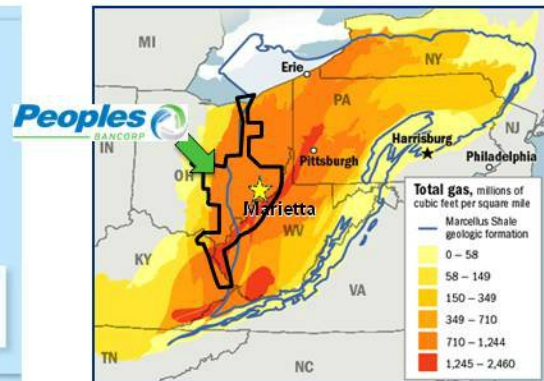 Peoples
BANCORP
MI
Erie
NY
PA
IN
OH
Pittsburgh
Harrisburg
NJ
Philadelphia
Marietta
WV
KY
VA
TN
NC
Total gas, millions of
cubic feet per square mile
Marcellus Shale
geologic formation
0 – 58
58 – 149
150 – 349
349 – 710
710 – 1,244
1,245 – 2,460